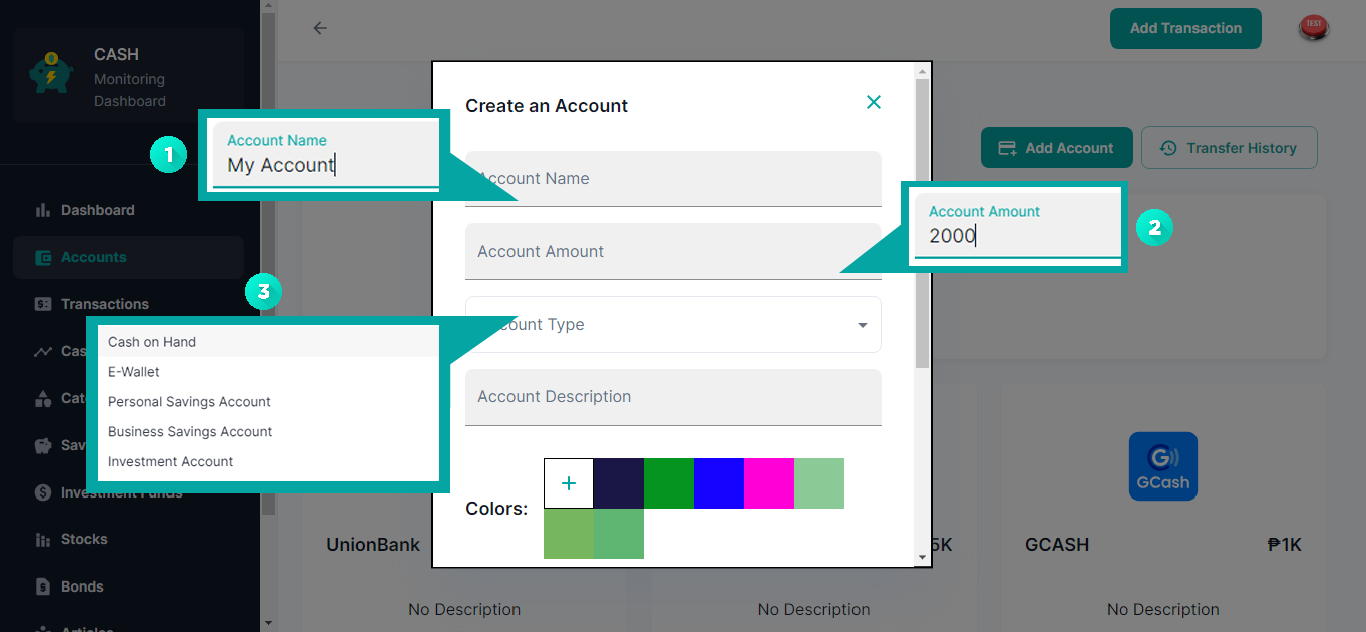 CASH
Monitoring
Dashboard
Add Transaction
TEST
Create an Account
1
Account Name
My Account
Account Name
Add Account
Transfer History
Dashboard
Accounts
Transactions
Account Amount
Account Amount
2000
2
3
Account Type
Cash on Hand
E-Wallet
Personal Savings Account
Business Savings Account
Investment Account
Account Description
Investment Funds
Stocks
Bonds
Articles
Colors:
+
UnionBank
5K
G
GCash
GCASH
₱1K
No Description
No Description
No Description